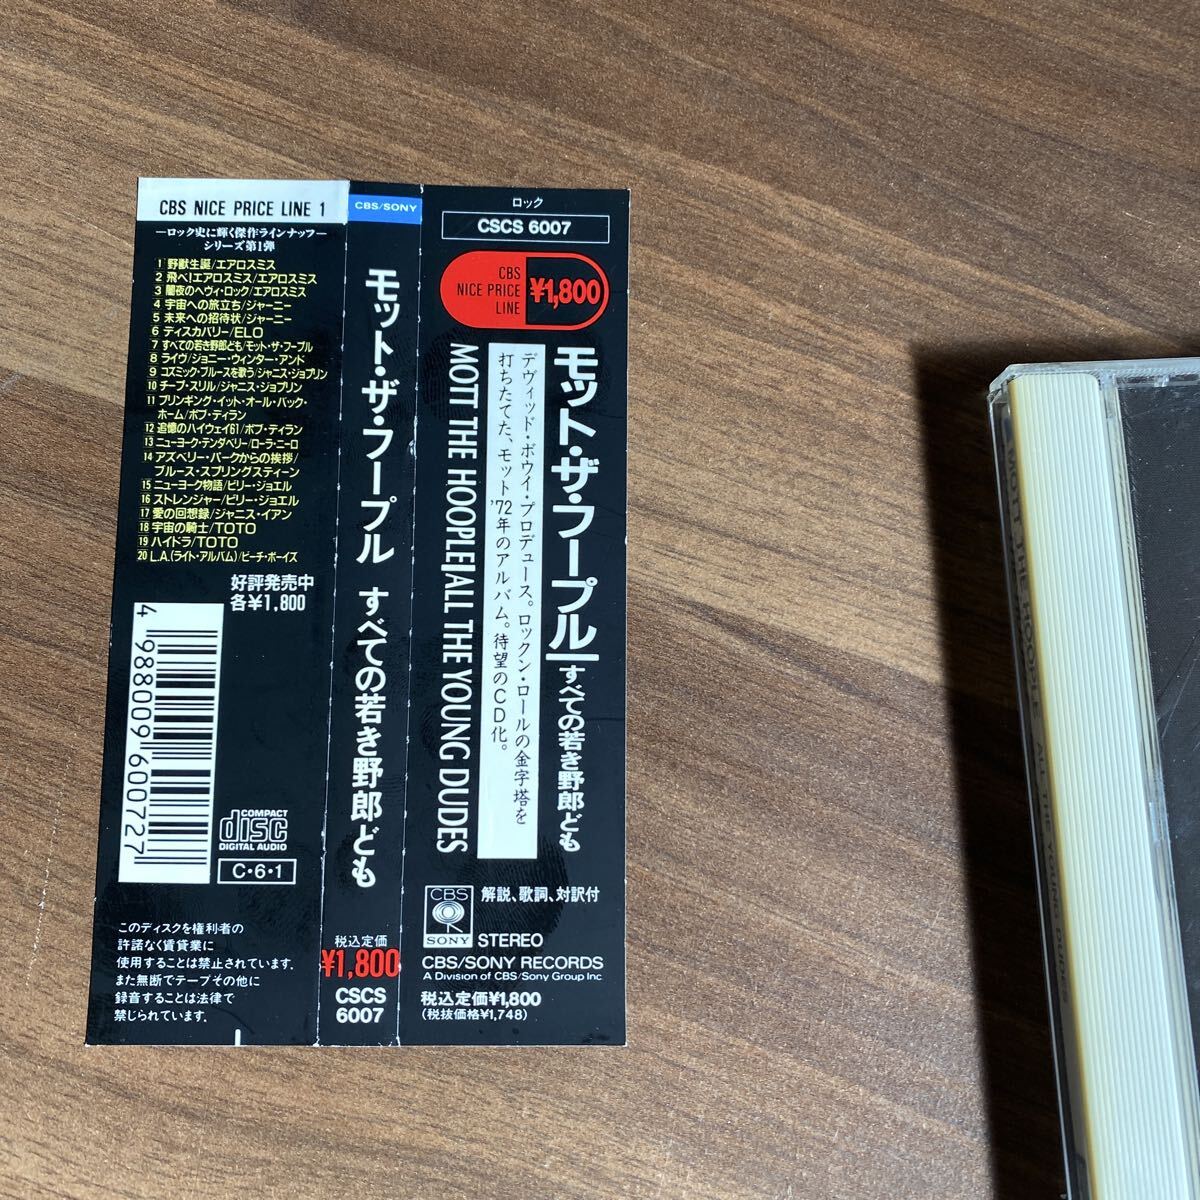 CBS NICE PRICE LINE 1
―ロック史に輝く傑作ラインナップ―
シリーズ第1弾
1 野獣生誕/エアロスミス
2 飛べ!エアロスミス/エアロスミス
3 闇夜のヘヴィ・ロック/エアロスミス
4 宇宙への旅立ち/ジャーニー
5 未来への招待状/ジャーニー
6 ディスカバリー/ELO
7 すべての若き野郎ども/モット・ザ・フープル
8 ライヴ/ジョニー・ウィンター・アンド
9 コズミック・ブルースを歌う/ジャニス・ジョプリン
10 チープ・スリル/ジャニス・ジョプリン
11 ブリンギング・イット・オール・バック・
ホーム/ボブ・ディラン
12 追憶のハイウェイ61/ボブ・ディラン
13 ニューヨーク・テンダベリー/ローラ・ニーロ
14 アズベリー・パークからの挨拶/
ブルース・スプリングスティーン
15 ニューヨーク物語/ビリー・ジョエル
16 ストレンジャー/ビリー・ジョエル
17 愛の回想録/ジャニス・イアン
18 宇宙の騎士/TOTO
19 ハイドラ/TOTO
20 L.A.(ライト・アルバム)/ビーチ・ボーイズ
好評発売中
各¥1,800
4 988009 600727
COMPACT
disc
DIGITAL AUDIO
C・6・1
このディスクを権利者の
許諾なく賃貸業に
使用することは禁止されています.
また無断でテープその他に
録音することは法律で
禁じられています.
CBS/SONY
モット・ザ・フープル すべての若き野郎ども
税込定価
¥1,800
CSCS
6007
ロック
CSCS 6007
CBS
NICE PRICE
LINE
¥1,800
モット・ザ・フープル|すべての若き野郎ども
デヴィッド・ボウイ・プロデュース。ロックン・ロールの金字塔を
打ちたてた、モット'72年のアルバム。待望のCD化。
MOTT THE HOOPLE|ALL THE YOUNG DUDES
CBS
SONY
解説、歌詞、対訳付
STEREO
CBS/SONY RECORDS
A Division of CBS/Sony Group Inc.
税込定価¥1,800
(税抜価格¥1,748)
MOTT THE HOOPLE ALL THE YOUNG DUDES